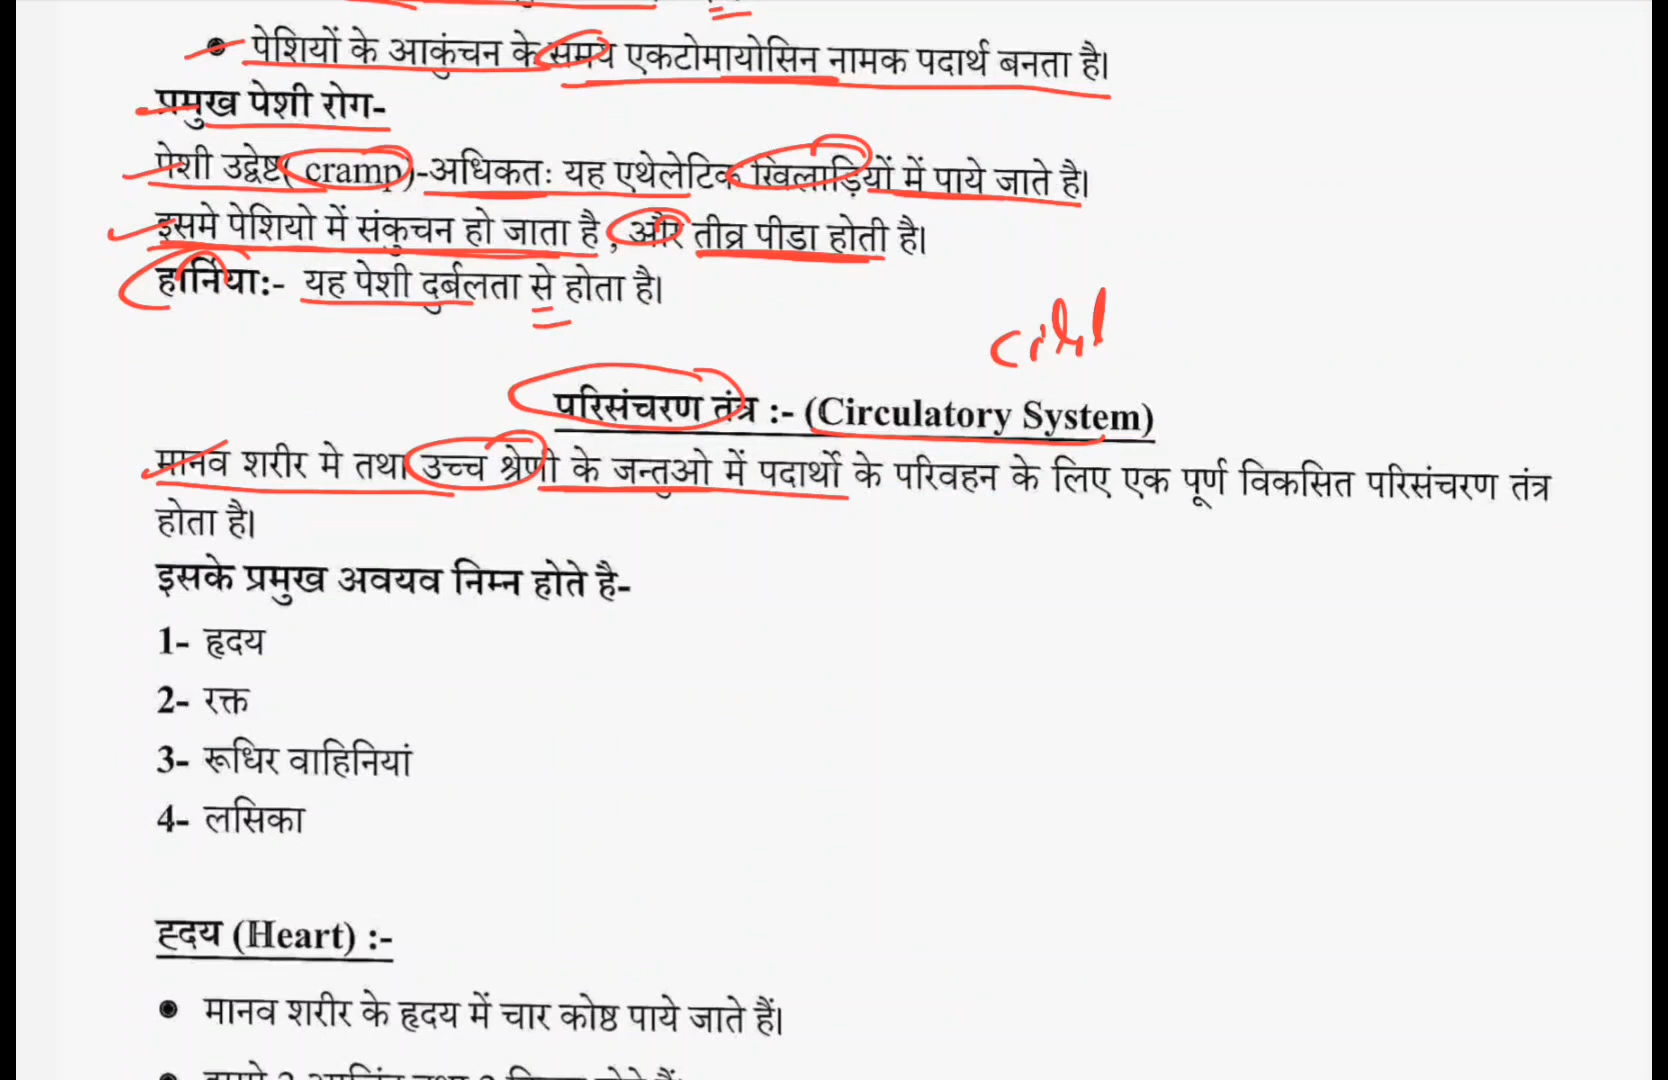 पेशियों के आकुंचन के समय एकटोमायोसिन नामक पदार्थ बनता है।
प्रमुख पेशी रोग-
पेशी उद्वेष्ट( cramp)-अधिकतः यह एथेलेटिक खिलाड़ियों में पाये जाते है।
इसमे पेशियो में संकुचन हो जाता है , और तीव्र पीडा होती है।
हार्निया:- यह पेशी दुर्बलता से होता है।
परिसंचरण तंत्र :- (Circulatory System)
मानव शरीर मे तथा उच्च श्रेणी के जन्तुओ में पदार्थो के परिवहन के लिए एक पूर्ण विकसित परिसंचरण तंत्र
होता है।
इसके प्रमुख अवयव निम्न होते है-
1- हृदय
2- रक्त
3- रूधिर वाहिनियां
4- लसिका
ह्दय (Heart) :-
मानव शरीर के हृदय में चार कोष्ठ पाये जाते हैं।